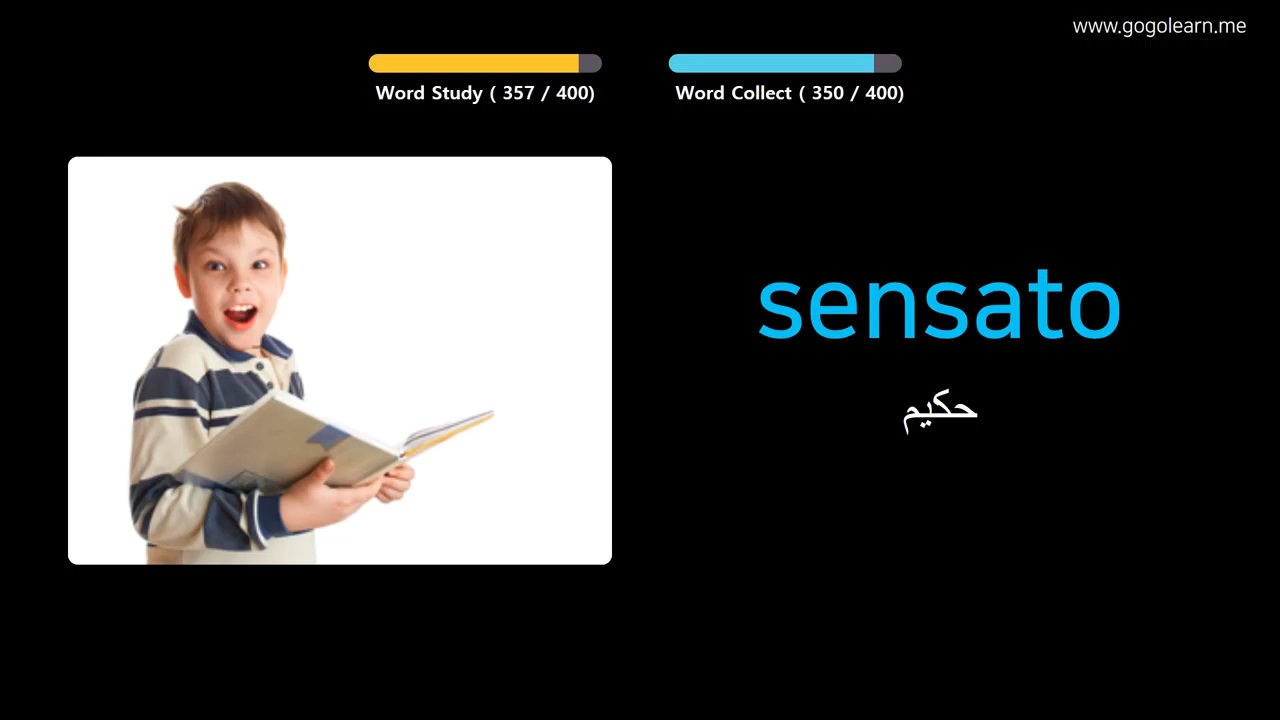 www.gogolearn.me
Word Study ( 357 / 400)
Word Collect ( 350 / 400)
sensato
حكيم